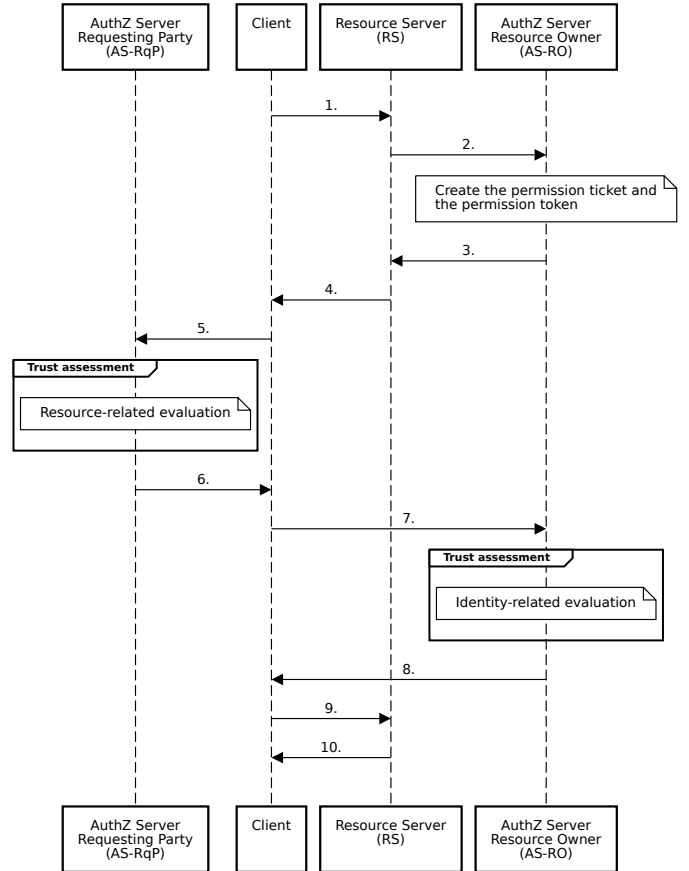 AuthZ Server
Requesting Party
(AS-RqP)
Client
Resource Server
(RS)
AuthZ Server
Resource Owner
(AS-RO)
1.
2.
Create the permission ticket and
the permission token
3.
4.
5.
Trust assessment
Resource-related evaluation
6.
7.
Trust assessment
Identity-related evaluation
8.
9.
10.
AuthZ Server
Requesting Party
(AS-RqP)
Client
Resource Server
(RS)
AuthZ Server
Resource Owner
(AS-RO)